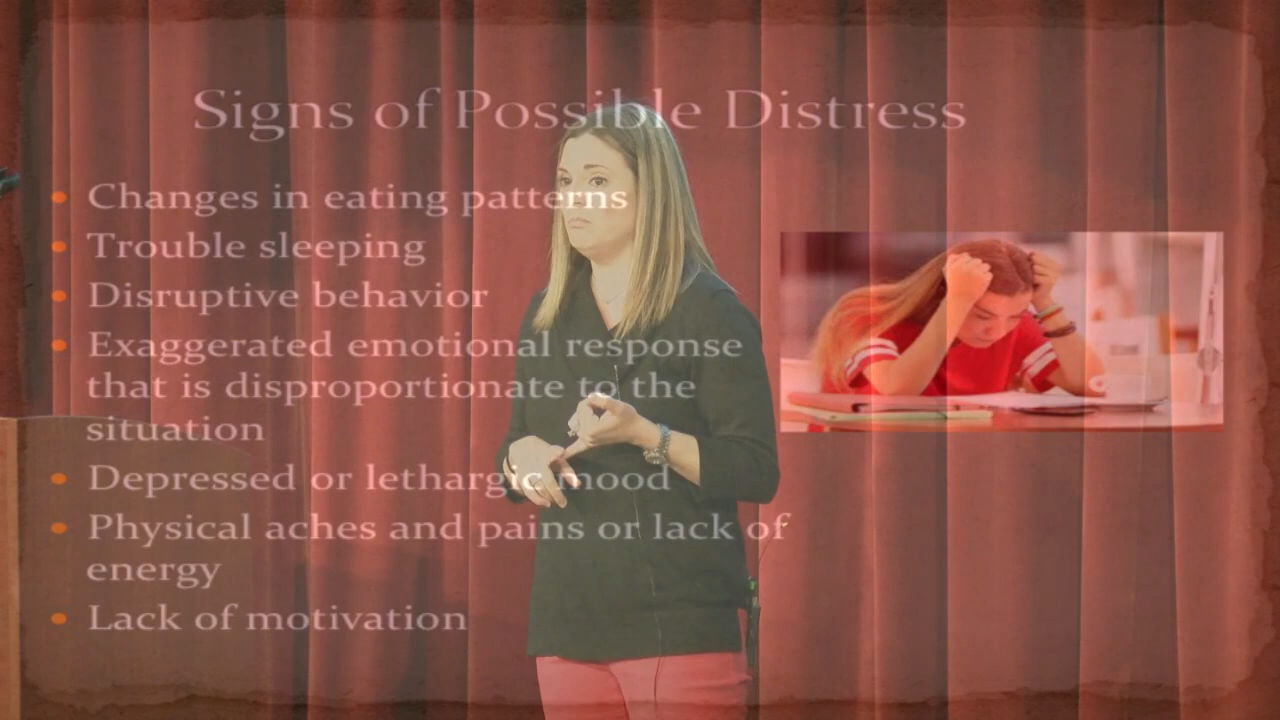 Signs of Possible Distress
Changes in eating patterns
Trouble sleeping
Disruptive behavior
Exaggerated emotional response
that is disproportionate to the
situation
Depressed or lethargic mood
Physical aches and pains or lack of
energy
Lack of motivation